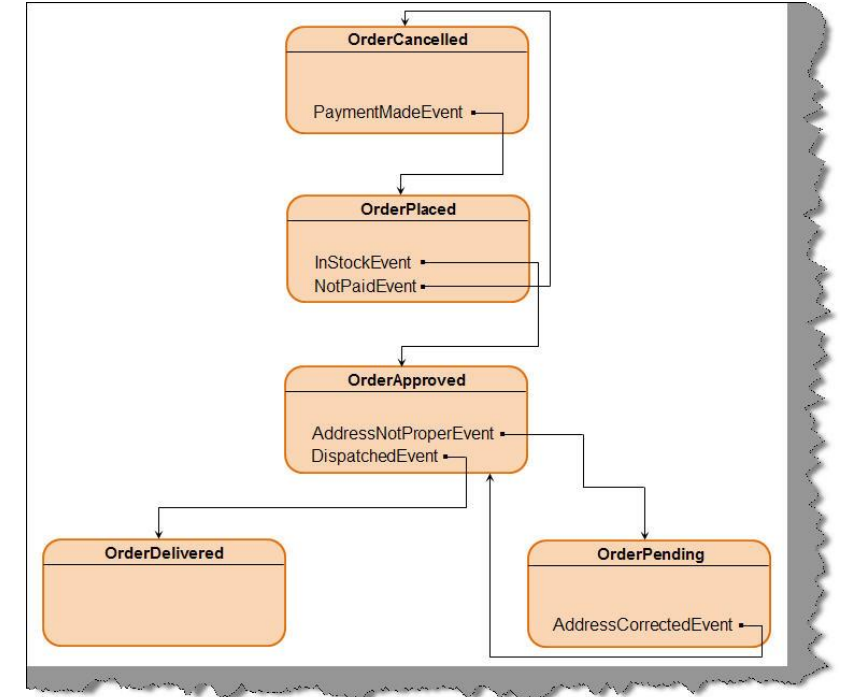 OrderCancelled
PaymentMadeEvent
OrderPlaced
InStockEvent
NotPaidEvent
OrderApproved
AddressNotProperEvent
DispatchedEvent
OrderDelivered
OrderPending
AddressCorrectedEvent